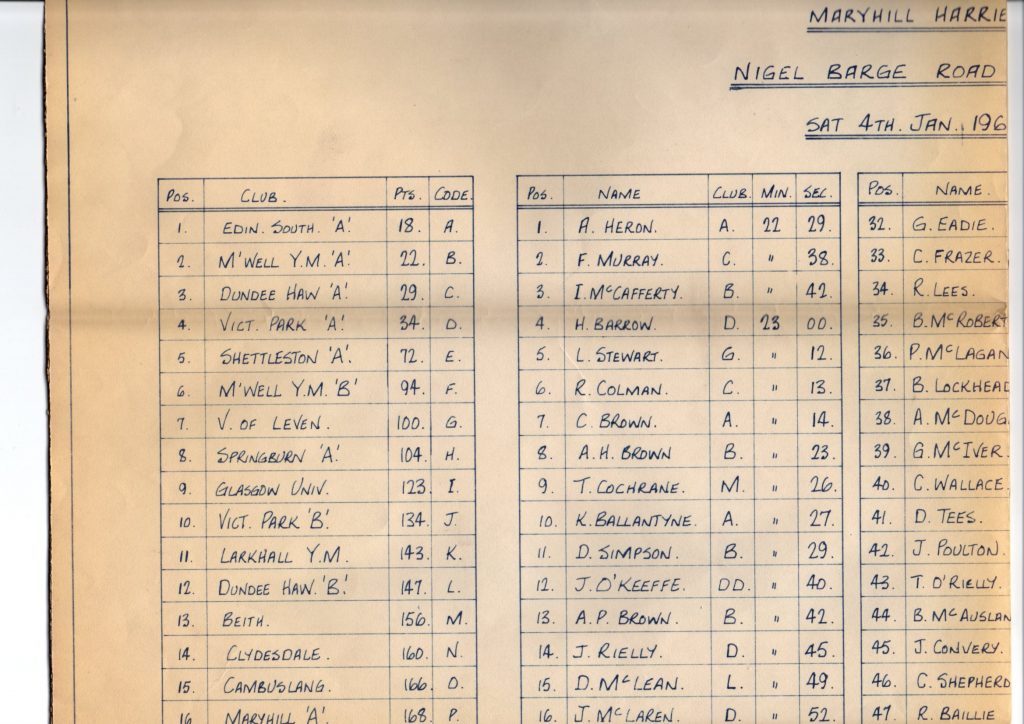 MARYHILL HARRIE
NIGEL BARGE ROAD
SAT 4TH. JAN. 196
POS. CLUB. PTS. CODE.
1. EDIN. SOUTH. 'A'. 18. A.
2. M'WELL Y.M. 'A'. 22. B.
3. DUNDEE HAW 'A'. 29. C.
4. VICT. PARK 'A'. 34. D.
5. SHETTLESTON 'A'. 72. E.
6. M'WELL Y.M. 'B' 94. F.
7. V. OF LEVEN. 100. G.
8. SPRINGBURN 'A'. 104. H.
9. GLASGOW UNIV. 123. I.
10. VICT. PARK 'B'. 134. J.
11. LARKHALL Y.M. 143. K.
12. DUNDEE HAW. 'B'. 147. L.
13. BEITH. 156. M.
14. CLYDESDALE. 160. N.
15. CAMBUSLANG. 166. O.
16 MARYHILL 'A'. 168. P.
POS. NAME CLUB. MIN. SEC.
1. A. HERON. A. 22 29.
2. F. MURRAY. C. " 38.
3. I. McCAFFERTY. B. " 42.
4. H. BARROW. D. 23 00.
5. L. STEWART. G. " 12.
6. R. COLMAN. C. " 13.
7. C. BROWN. A. " 14.
8. A.H. BROWN B. " 23.
9. T. COCHRANE. M. " 26.
10. K. BALLANTYNE. A. " 27.
11. D. SIMPSON. B. " 29.
12. J. O'KEEFFE. DD. " 40.
13. A.P. BROWN. B. " 42.
14. J. RIELLY. D. " 45.
15. D. McLEAN. L. " 49.
16. J. McLAREN. D. " 52.
POS. NAME.
32. G. EADIE.
33. C. FRAZER.
34. R. LEES.
35. B. McROBERT
36. P. McLAGAN
37. B. LOCKHEAD
38. A. McDOUG
39. G. McIVER.
40. C. WALLACE.
41. D. TEES.
42. J. POULTON.
43. T. O'RIELLY.
44. B. McAUSLAN
45. J. CONVERY.
46. C. SHEPHERD
47. R. BAILLIE